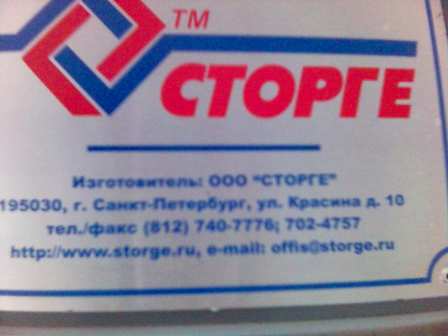 TM
СТОРГЕ
Изготовитель: ООО "СТОРГЕ"
195030, г. Санкт-Петербург, ул. Красина д. 10
тел./факс (812) 740-7776; 702-4757
http://www.storge.ru, e-mail: offis@storge.ru